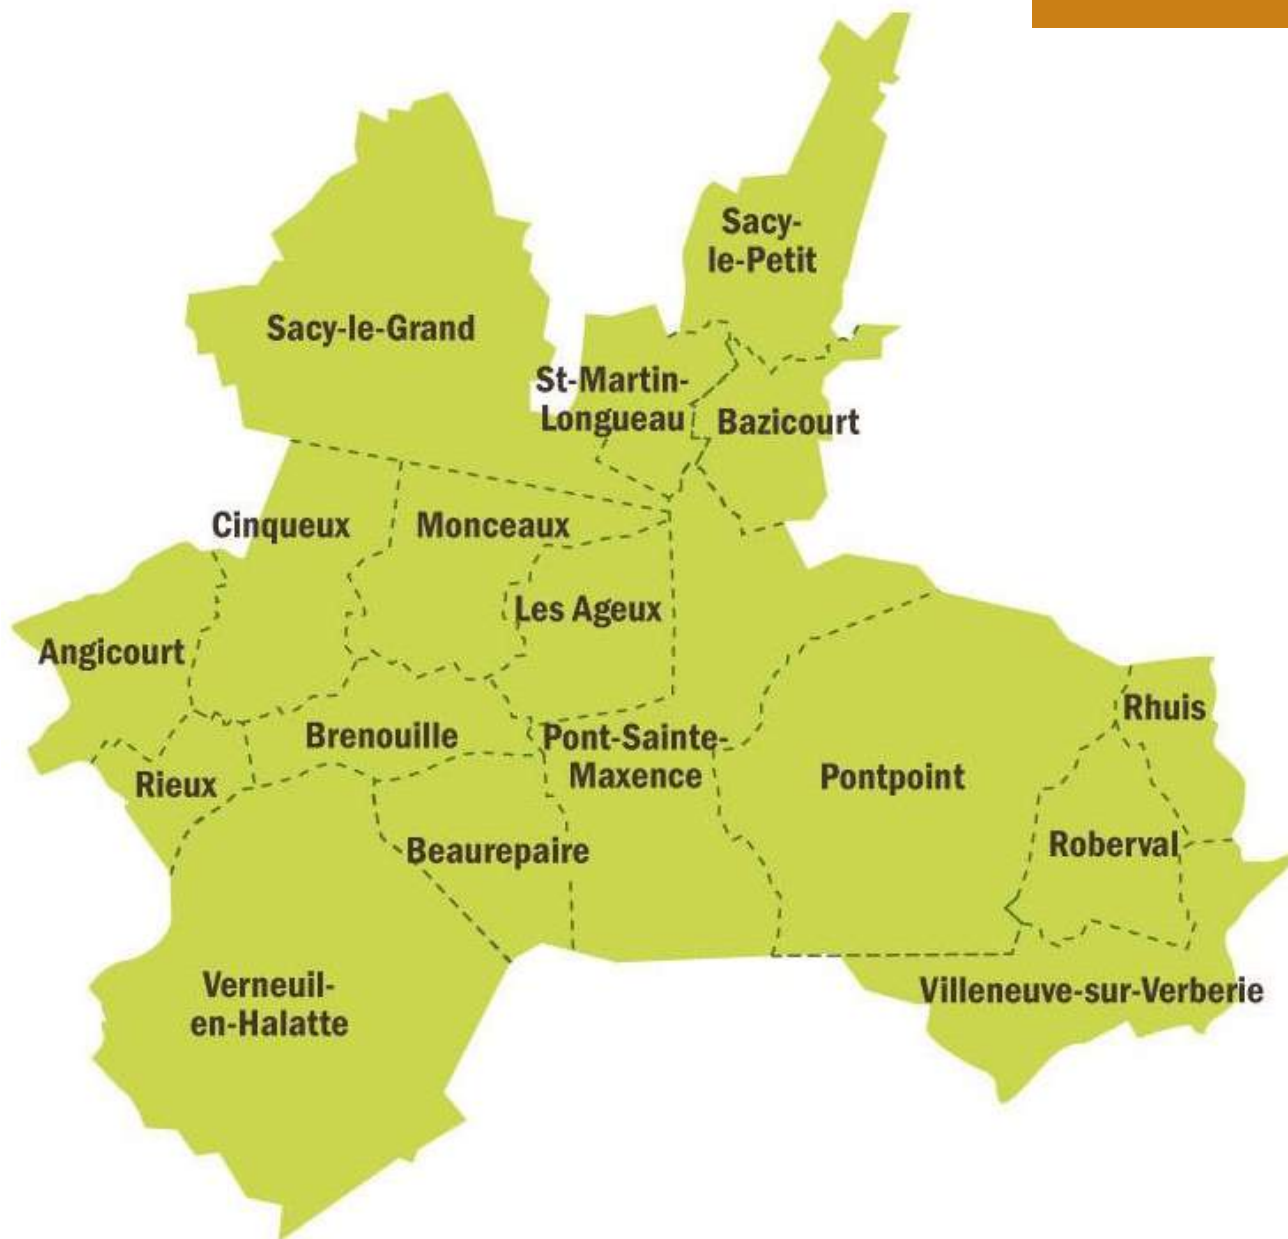 Sacy-
le-Petit
Sacy-le-Grand
St-Martin-
Longueau
Bazicourt
Cinqueux
Monceaux
Les Ageux
Angicourt
Rhuis
Brenouille
Pont-Sainte-
Maxence
Rieux
Pontpoint
Beaurepaire
Roberval
Verneuil-
en-Halatte
Villeneuve-sur-Verberie